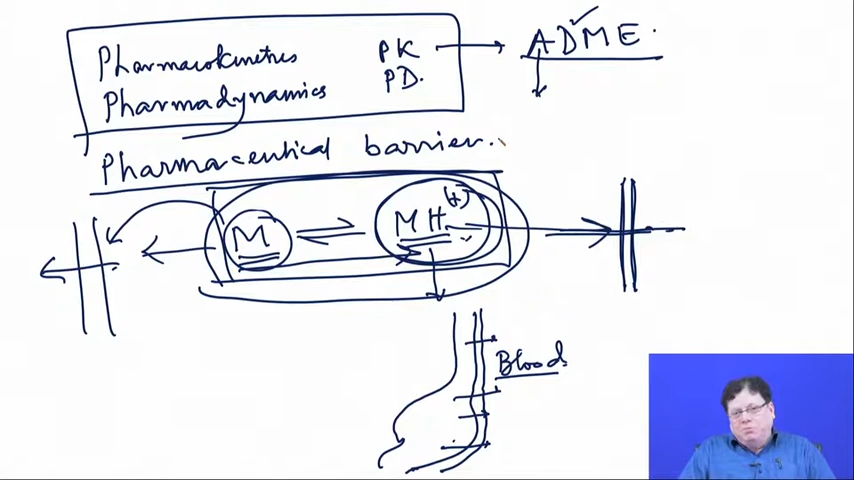 Pharmacokinetics PK → ADME.
Pharmadynamics PD.
Pharmaceutical barrier.
M ⇌ MH (+)
Blood